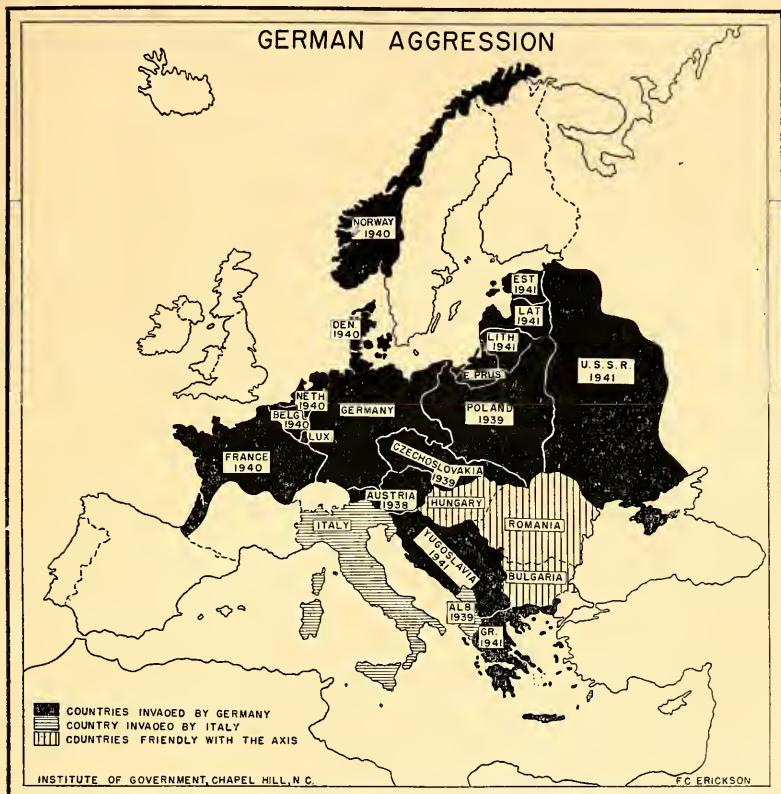 GERMAN AGGRESSION
NORWAY
1940
EST
1941
LAT
1941
LITH
1941
DEN.
1940
E. PRUS.
U.S.S.R.
1941
NETH
1940
BELG.
1940
LUX
GERMANY
POLAND
1939
FRANCE
1940
CZECHOSLOVAKIA
1939
AUSTRIA
1938
HUNGARY
ITALY
ROMANIA
YUGOSLAVIA
1941
BULGARIA
ALB
1939
GR.
1941
COUNTRIES INVADED BY GERMANY
COUNTRY INVADED BY ITALY
COUNTRIES FRIENDLY WITH THE AXIS
INSTITUTE OF GOVERNMENT, CHAPEL HILL, N.C.
F.C. ERICKSON